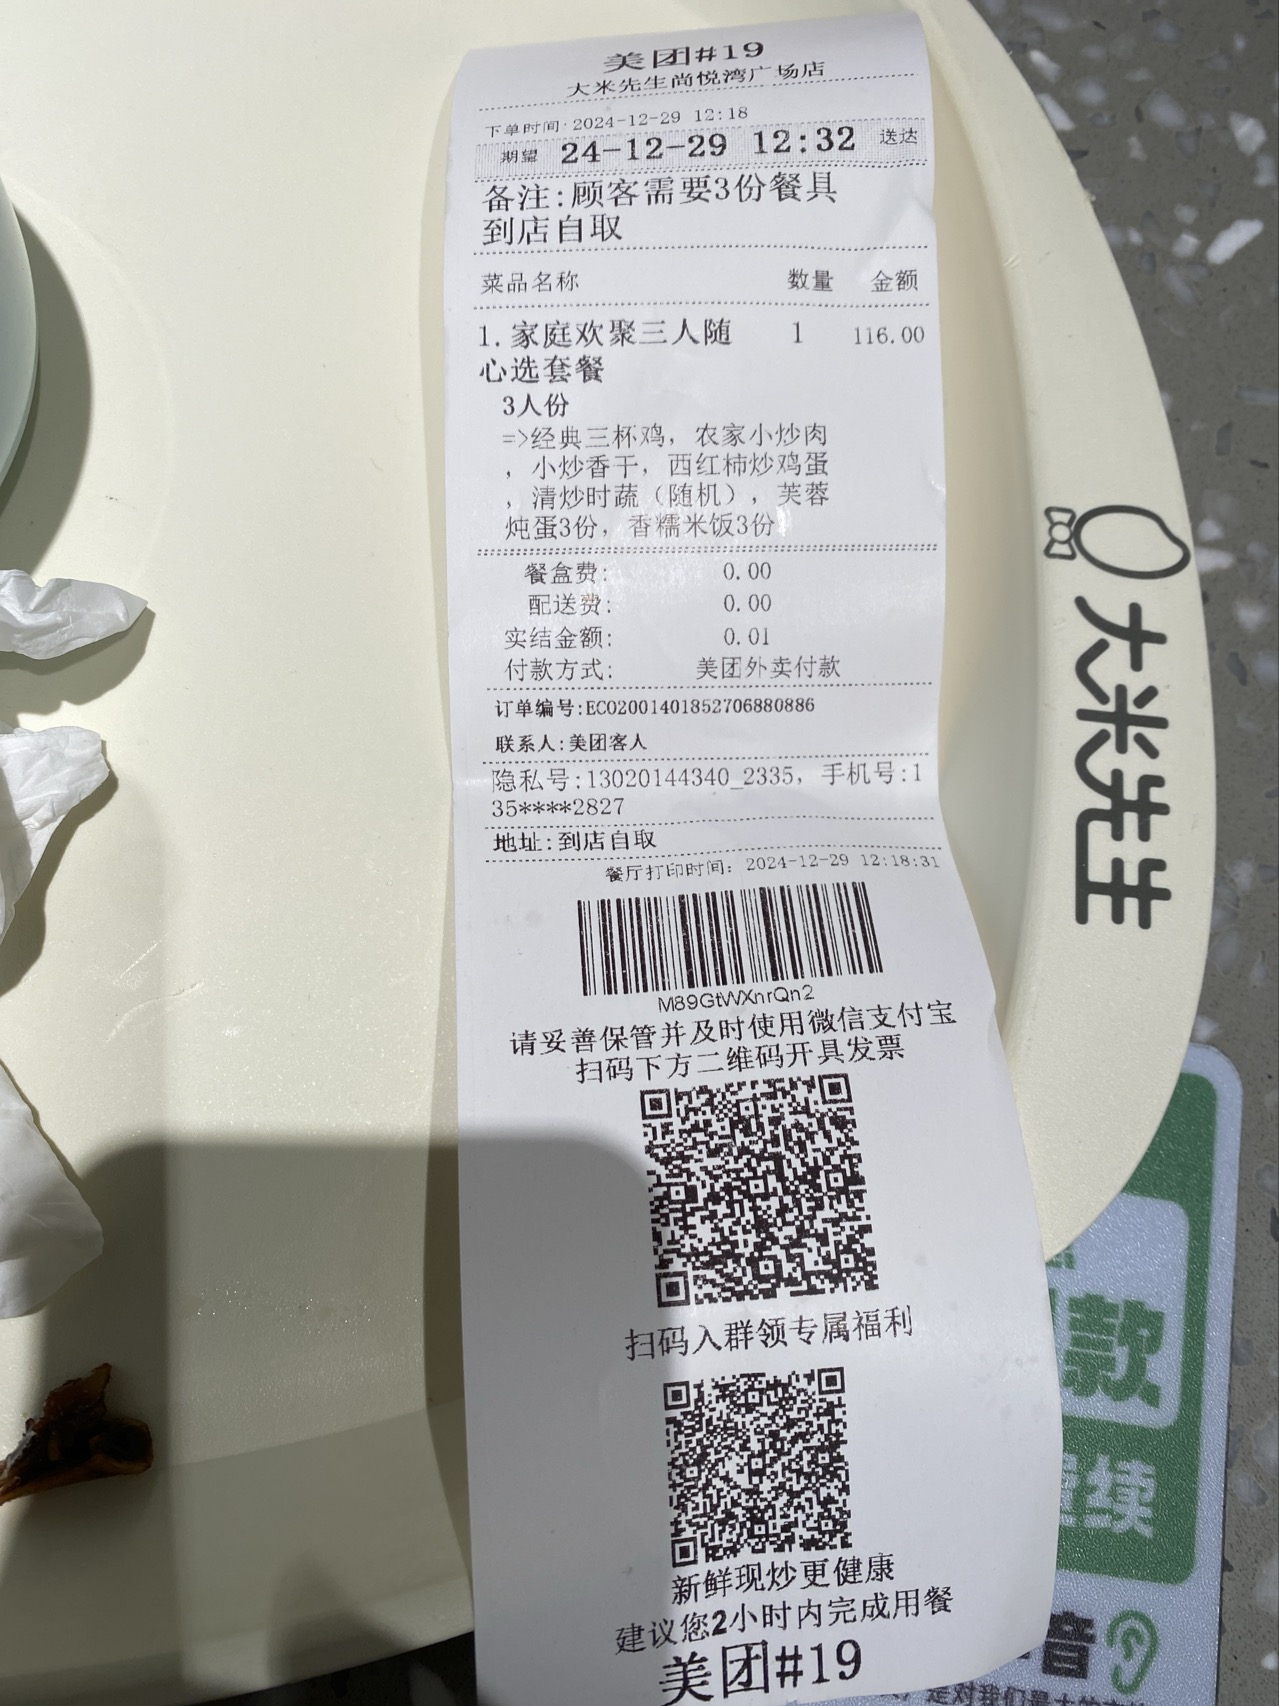 美团#19
大米先生尚悦湾广场店
下单时间:2024-12-29 12:18
期望 24-12-29 12:32 送达
备注:顾客需要3份餐具
到店自取
菜品名称 数量 金额
1.家庭欢聚三人随 1 116.00
心选套餐
3人份
=>经典三杯鸡，农家小炒肉
，小炒香干，西红柿炒鸡蛋
，清炒时蔬（随机），芙蓉
炖蛋3份，香糯米饭3份
餐盒费: 0.00
配送费: 0.00
实结金额: 0.01
付款方式: 美团外卖付款
订单编号:EC02001401852706880886
联系人:美团客人
隐私号:13020144340_2335，手机号:1
35****2827
地址:到店自取
餐厅打印时间: 2024-12-29 12:18:31
M89GtWXnrQn2
请妥善保管并及时使用微信支付宝
扫码下方二维码开具发票
扫码入群领专属福利
新鲜现炒更健康
建议您2小时内完成用餐
美团#19
大米先生
款
续
音